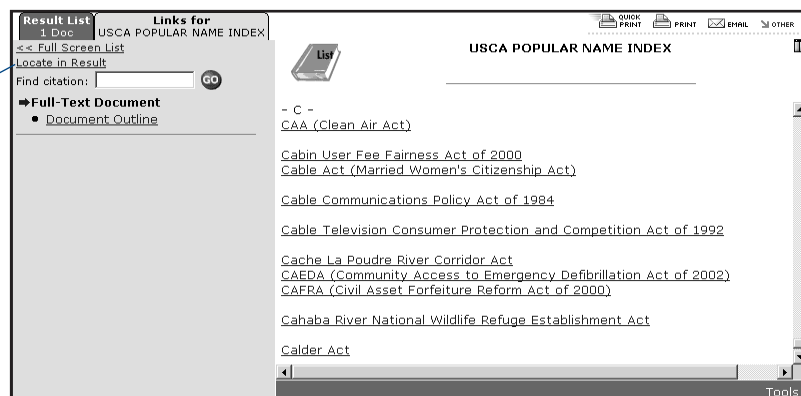 Result List
1 Doc
Links for
USCA POPULAR NAME INDEX
QUICK PRINT
PRINT
EMAIL
OTHER
<< Full Screen List
Locate in Result
Find citation:
GO
Full-Text Document
Document Outline
List
USCA POPULAR NAME INDEX
- C -
CAA (Clean Air Act)
Cabin User Fee Fairness Act of 2000
Cable Act (Married Women's Citizenship Act)
Cable Communications Policy Act of 1984
Cable Television Consumer Protection and Competition Act of 1992
Cache La Poudre River Corridor Act
CAEDA (Community Access to Emergency Defibrillation Act of 2002)
CAFRA (Civil Asset Forfeiture Reform Act of 2000)
Cahaba River National Wildlife Refuge Establishment Act
Calder Act
Tools